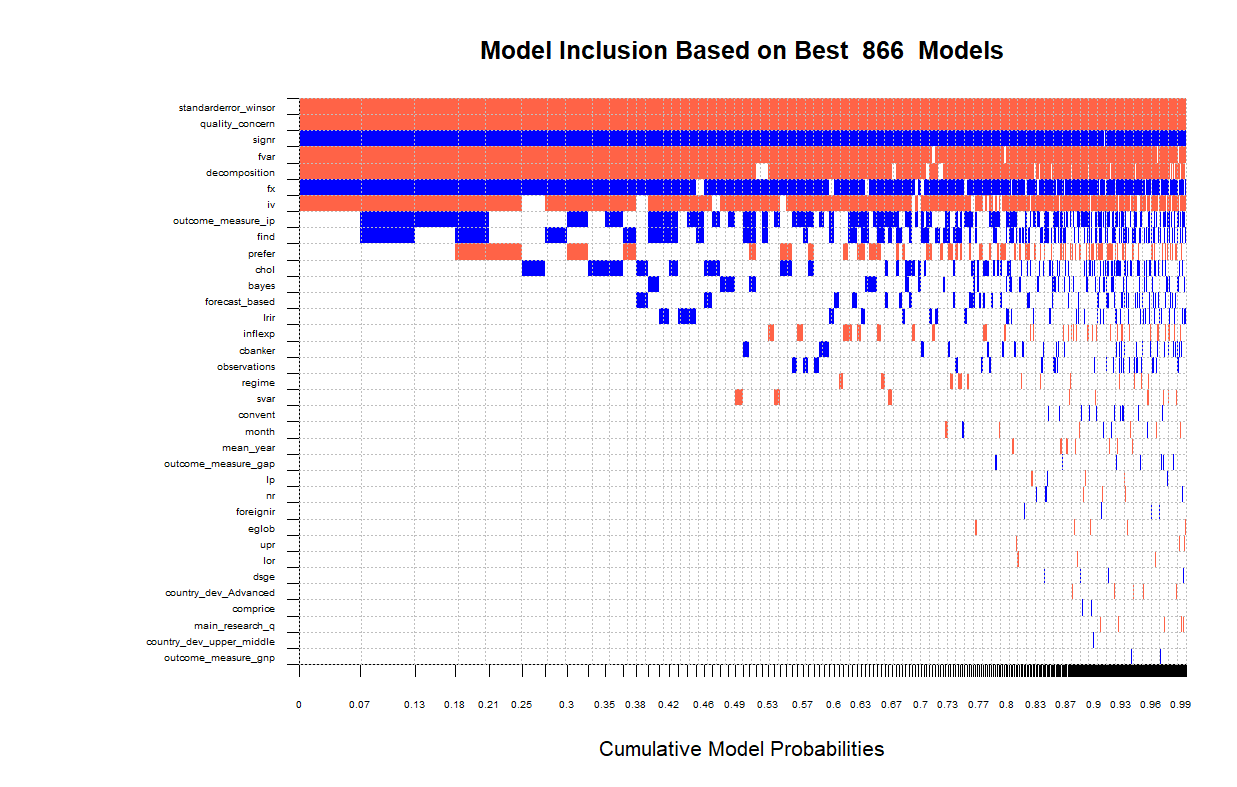 Model Inclusion Based on Best 866 Models
standarderror_winsor
quality_concern
signr
fvar
decomposition
fx
iv
outcome_measure_ip
find
prefer
chol
bayes
forecast_based
lrir
inflexp
cbanker
observations
regime
svar
convent
month
mean_year
outcome_measure_gap
lp
nr
foreignir
eglob
upr
lor
dsge
country_dev_Advanced
comprice
main_research_q
country_dev_upper_middle
outcome_measure_gnp
0 0.07 0.13 0.18 0.21 0.25 0.3 0.35 0.38 0.42 0.46 0.49 0.53 0.57 0.6 0.63 0.67 0.7 0.73 0.77 0.8 0.83 0.87 0.9 0.93 0.96 0.99
Cumulative Model Probabilities